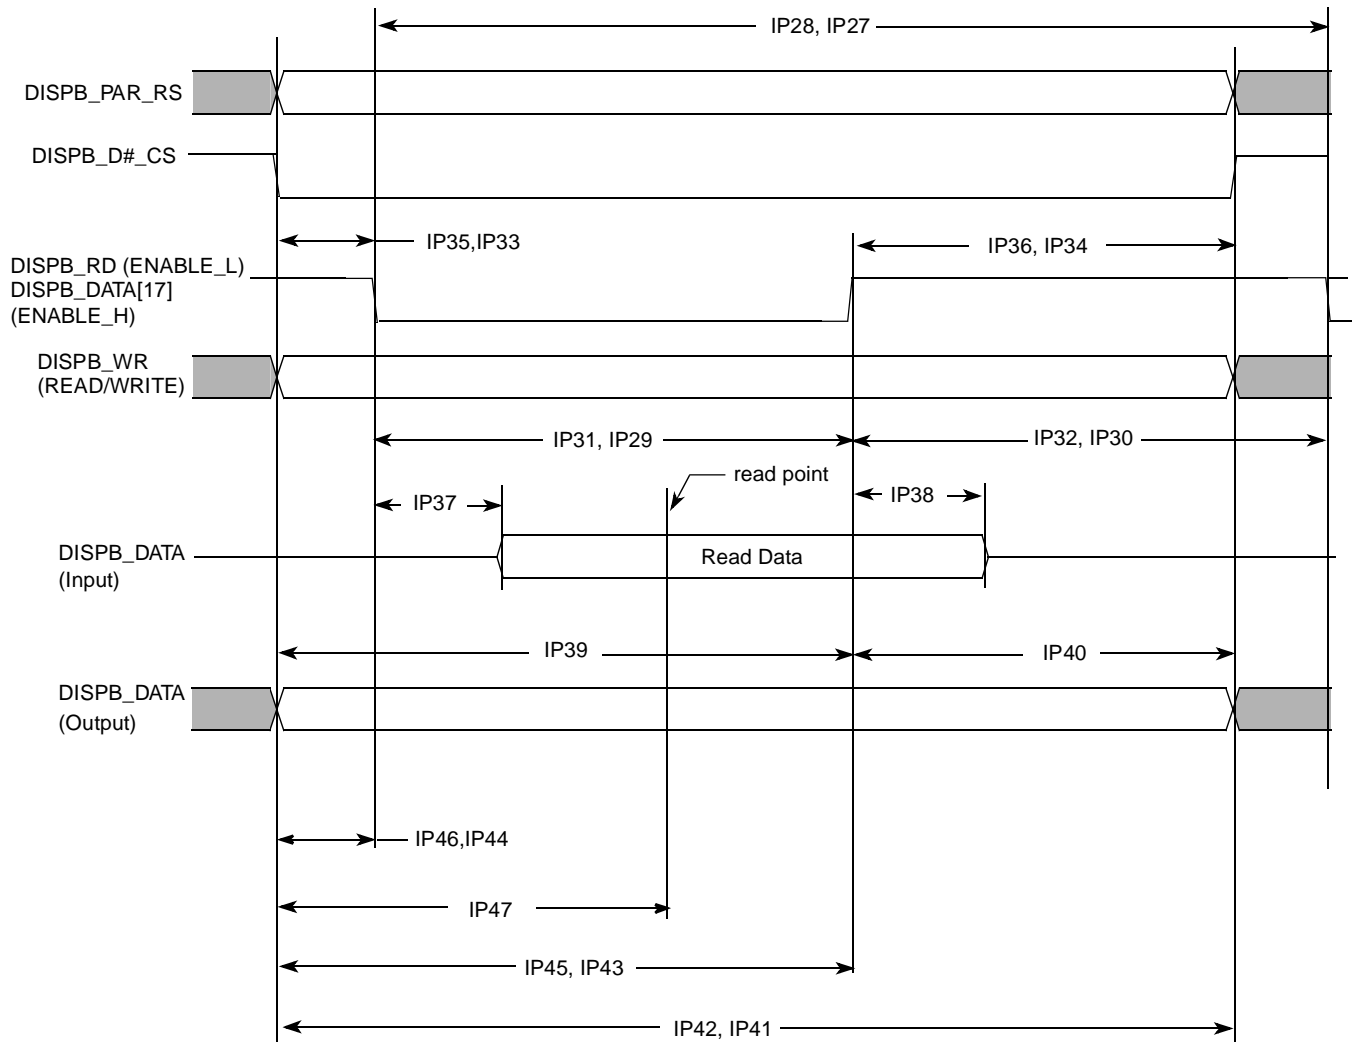 IP28, IP27
DISPB_PAR_RS
DISPB_D#_CS
IP35,IP33
IP36, IP34
DISPB_RD (ENABLE_L)
DISPB_DATA[17]
(ENABLE_H)
DISPB_WR
(READ/WRITE)
IP31, IP29
IP32, IP30
read point
IP37
IP38
DISPB_DATA
(Input)
Read Data
IP39
IP40
DISPB_DATA
(Output)
IP46,IP44
IP47
IP45, IP43
IP42, IP41